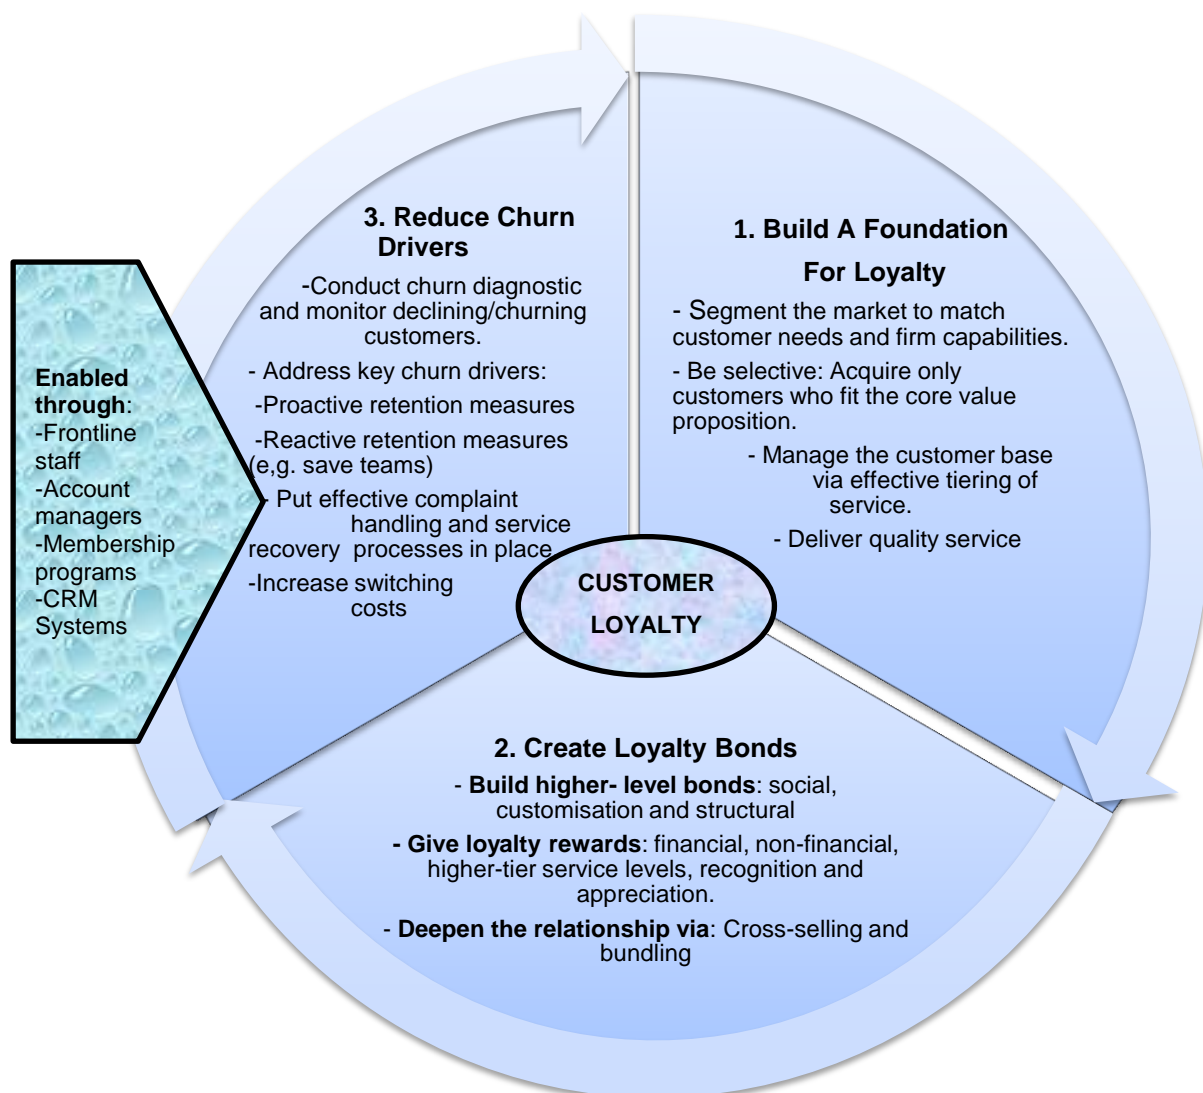 3. Reduce Churn
Drivers
-Conduct churn diagnostic
and monitor declining/churning
customers.
- Address key churn drivers:
-Proactive retention measures
-Reactive retention measures
(e,g. save teams)
- Put effective complaint
handling and service
recovery processes in place
-Increase switching
costs
1. Build A Foundation
For Loyalty
- Segment the market to match
customer needs and firm capabilities.
- Be selective: Acquire only
customers who fit the core value
proposition.
- Manage the customer base
via effective tiering of
service.
- Deliver quality service
Enabled
through:
-Frontline
staff
-Account
managers
-Membership
programs
-CRM
Systems
CUSTOMER
LOYALTY
2. Create Loyalty Bonds
- Build higher- level bonds: social,
customisation and structural
- Give loyalty rewards: financial, non-financial,
higher-tier service levels, recognition and
appreciation.
- Deepen the relationship via: Cross-selling and
bundling